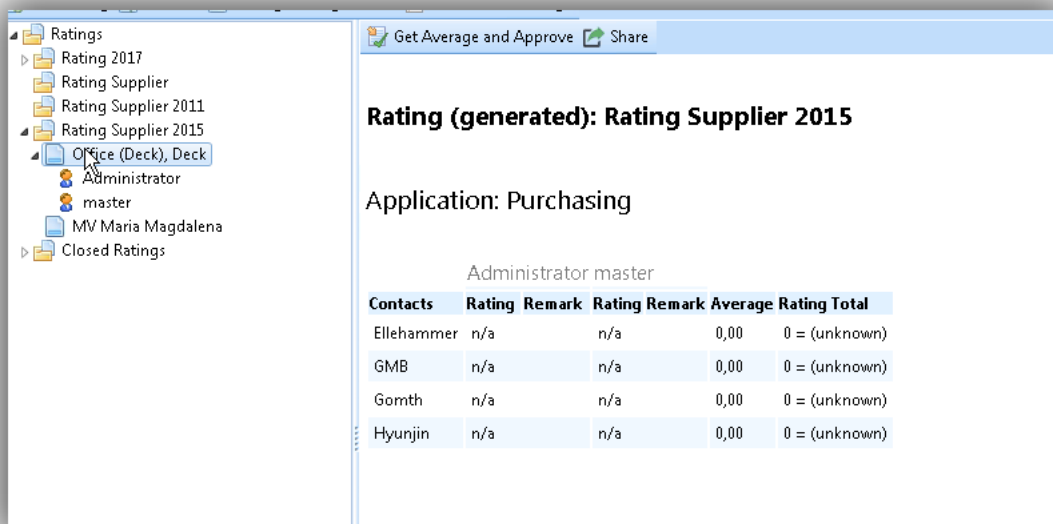 Ratings
Rating 2017
Rating Supplier
Rating Supplier 2011
Rating Supplier 2015
Office (Deck), Deck
Administrator
master
MV Maria Magdalena
Closed Ratings
Get Average and Approve Share
Rating (generated): Rating Supplier 2015
Application: Purchasing
Administrator master
Contacts Rating Remark Rating Remark Average Rating Total
Ellehammer n/a n/a 0,00 0 = (unknown)
GMB n/a n/a 0,00 0 = (unknown)
Gomth n/a n/a 0,00 0 = (unknown)
Hyunjin n/a n/a 0,00 0 = (unknown)